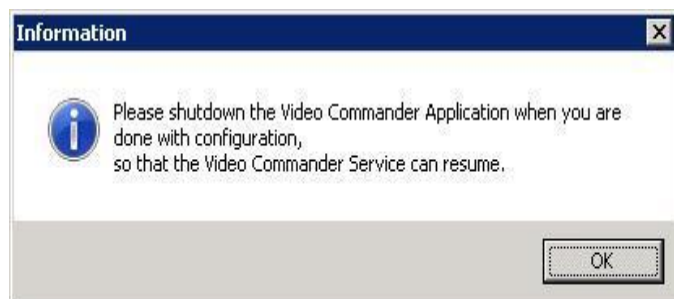 Information
Please shutdown the Video Commander Application when you are
done with configuration,
so that the Video Commander Service can resume.
OK